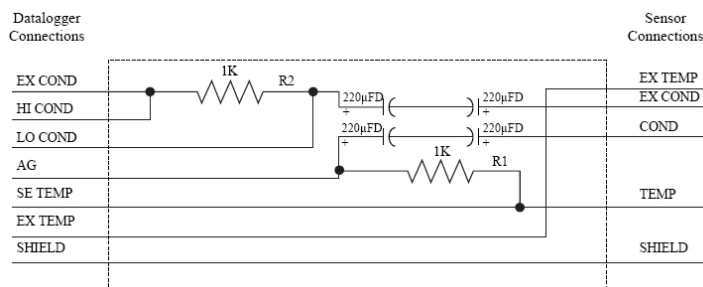 Datalogger
Connections
Sensor
Connections
1K
R2
EX COND
HI COND
LO COND
AG
SE TEMP
EX TEMP
SHIELD
220µFD
+
220µFD
+
220µFD
+
220µFD
+
1K
R1
EX TEMP
EX COND
COND
TEMP
SHIELD